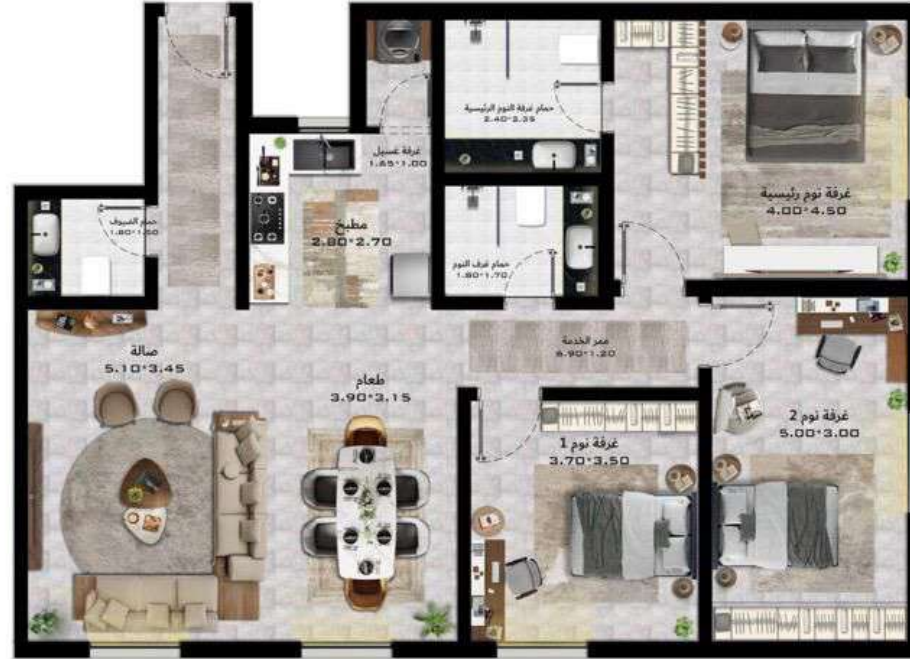 حمام غرفة النوم الرئيسية
2.40*2.35
غرفة غسيل
1.65*1.00
غرفة نوم رئيسية
4.00*4.50
حمام الضيوف
1.80*1.50
مطبخ
2.80*2.70
حمام غرف النوم
1.80*1.70
صالة
5.10*3.45
ممر الخدمة
6.90*1.20
طعام
3.90*3.15
غرفة نوم 1
3.70*3.50
غرفة نوم 2
5.00*3.00